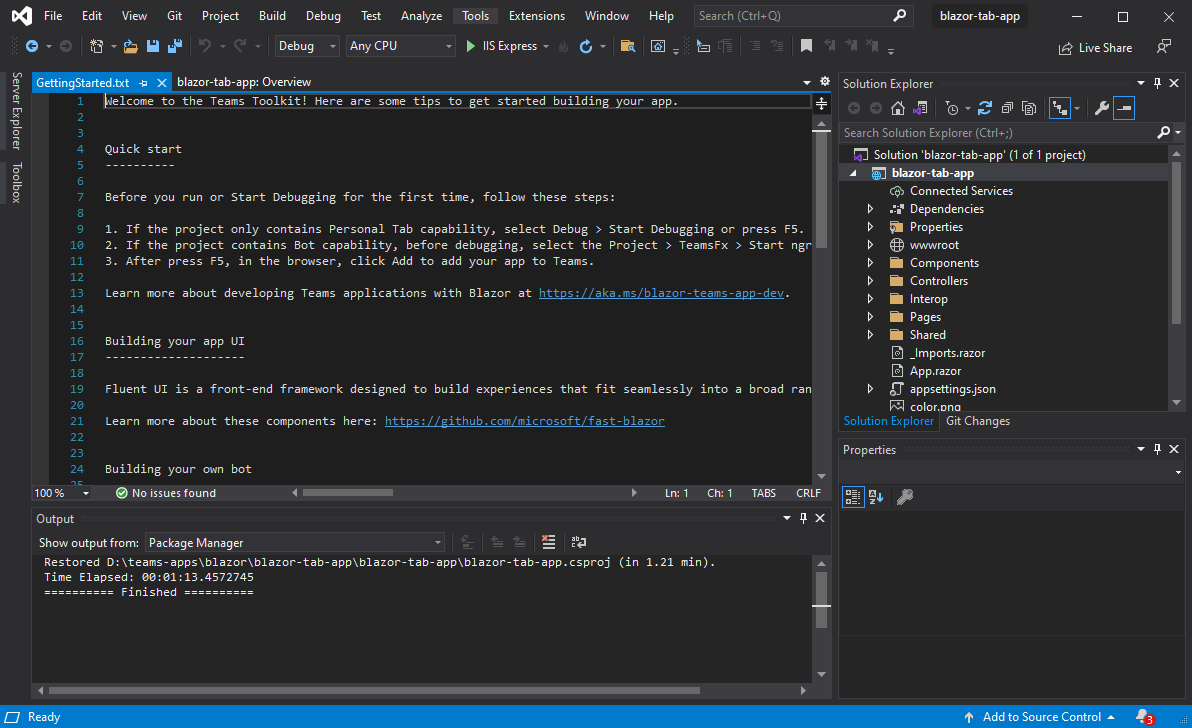 File Edit View Git Project Build Debug Test Analyze Tools Extensions Window Help Search (Ctrl+Q) blazor-tab-app
Debug Any CPU IIS Express Live Share
Server Explorer
Toolbox
GettingStarted.txt blazor-tab-app: Overview
1 Welcome to the Teams Toolkit! Here are some tips to get started building your app.
2
3
4 Quick start
5 ----------
6
7 Before you run or Start Debugging for the first time, follow these steps:
8
9 1. If the project only contains Personal Tab capability, select Debug > Start Debugging or press F5.
10 2. If the project contains Bot capability, before debugging, select the Project > TeamsFx > Start ngr
11 3. After press F5, in the browser, click Add to add your app to Teams.
12
13 Learn more about developing Teams applications with Blazor at https://aka.ms/blazor-teams-app-dev.
14
15
16 Building your app UI
17 --------------------
18
19 Fluent UI is a front-end framework designed to build experiences that fit seamlessly into a broad ran
20
21 Learn more about these components here: https://github.com/microsoft/fast-blazor
22
23
24 Building your own bot
25
100 % No issues found Ln: 1 Ch: 1 TABS CRLF
Output
Show output from: Package Manager
Restored D:\teams-apps\blazor\blazor-tab-app\blazor-tab-app\blazor-tab-app.csproj (in 1.21 min).
Time Elapsed: 00:01:13.4572745
========== Finished ==========
Solution Explorer
Search Solution Explorer (Ctrl+;)
Solution 'blazor-tab-app' (1 of 1 project)
blazor-tab-app
Connected Services
Dependencies
Properties
wwwroot
Components
Controllers
Interop
Pages
Shared
_Imports.razor
App.razor
appsettings.json
color.png
Solution Explorer Git Changes
Properties
Ready Add to Source Control 3